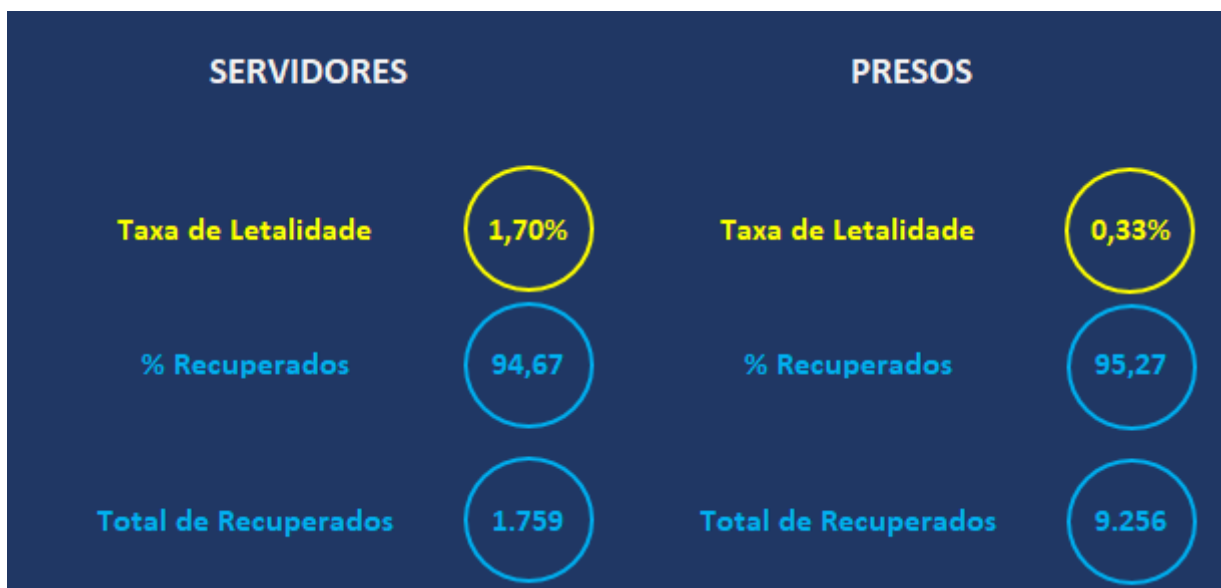 SERVIDORES
PRESOS
Taxa de Letalidade 1,70%
Taxa de Letalidade 0,33%
% Recuperados 94,67
% Recuperados 95,27
Total de Recuperados 1.759
Total de Recuperados 9.256